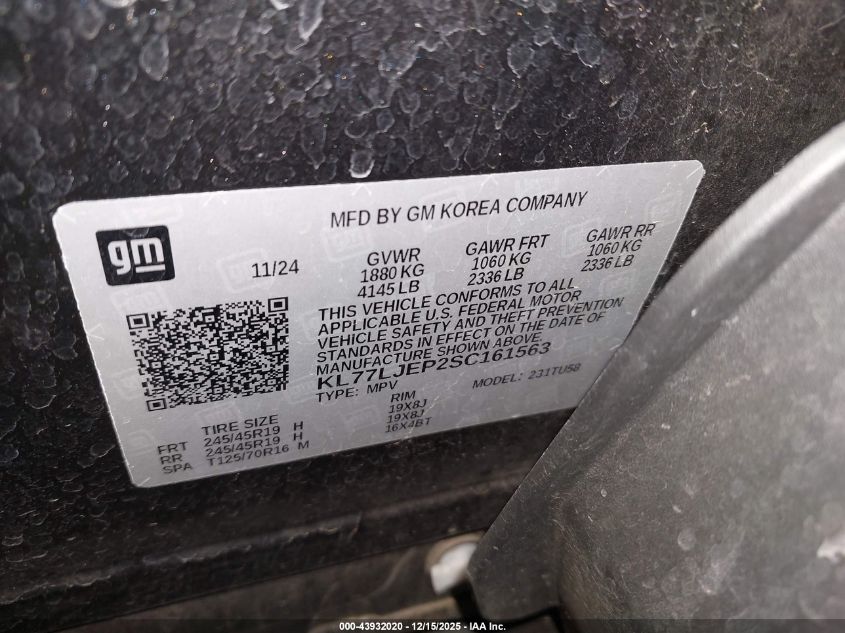 MFD BY GM KOREA COMPANY
gm
11/24
GVWR GAWR FRT GAWR RR
1880 KG 1060 KG 1060 KG
4145 LB 2336 LB 2336 LB
THIS VEHICLE CONFORMS TO ALL
APPLICABLE U.S. FEDERAL MOTOR
VEHICLE SAFETY AND THEFT PREVENTION
STANDARDS IN EFFECT ON THE DATE OF
MANUFACTURE SHOWN ABOVE.
KL77LJEP2SC161563
TYPE: MPV MODEL: 231TU58
TIRE SIZE RIM
FRT 245/45R19 H 19X8J
RR 245/45R19 H 19X8J
SPA T125/70R16 M 16X4BT
000-43932020 – 12/15/2025 – IAA Inc.